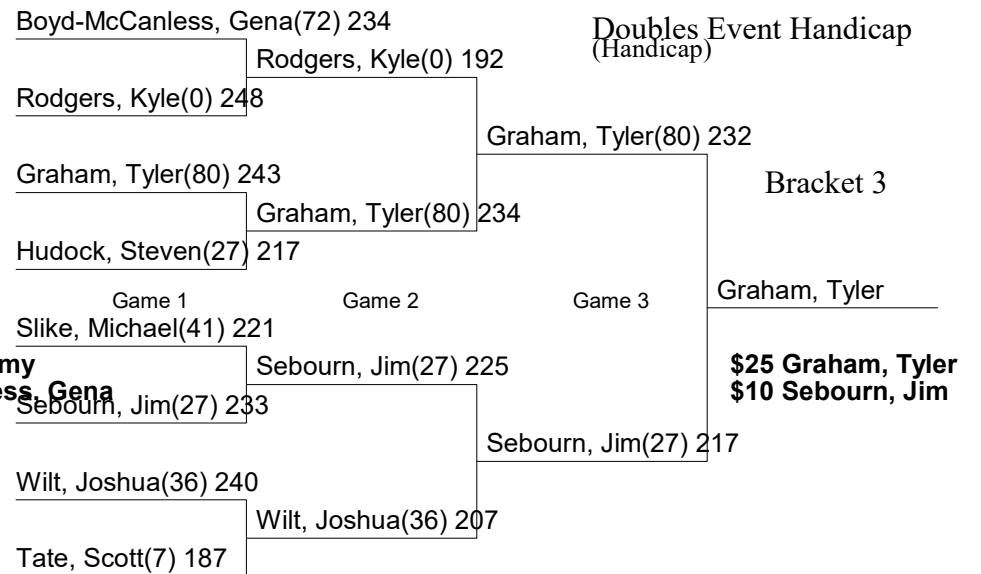 Boyd-McCanless, Gena(72) 234
Doubles Event Handicap
(Handicap)
Rodgers, Kyle(0) 192
Rodgers, Kyle(0) 248
Graham, Tyler(80) 232
Graham, Tyler(80) 243
Bracket 3
Graham, Tyler(80) 234
Hudock, Steven(27) 217
Game 1 Game 2 Game 3
Graham, Tyler
Slike, Michael(41) 221
my
Sebourn, Jim(27) 225
$25 Graham, Tyler
ess, Gena
$10 Sebourn, Jim
Sebourn, Jim(27) 233
Sebourn, Jim(27) 217
Wilt, Joshua(36) 240
Wilt, Joshua(36) 207
Tate, Scott(7) 187